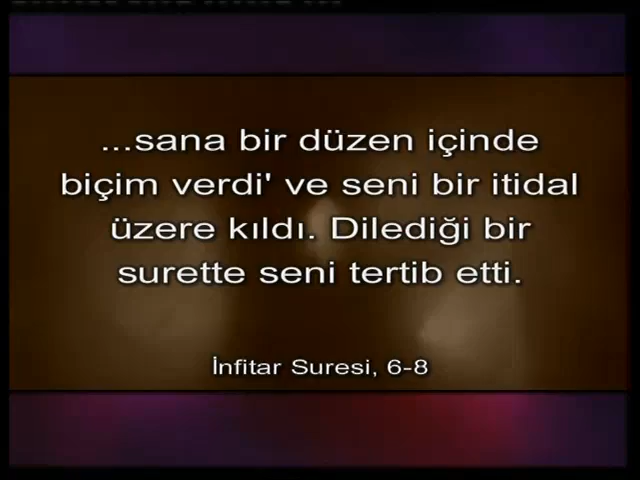 ...sana bir düzen içinde
biçim verdi' ve seni bir itidal
üzere kıldı. Dilediği bir
surette seni tertib etti.
İnfitar Suresi, 6-8